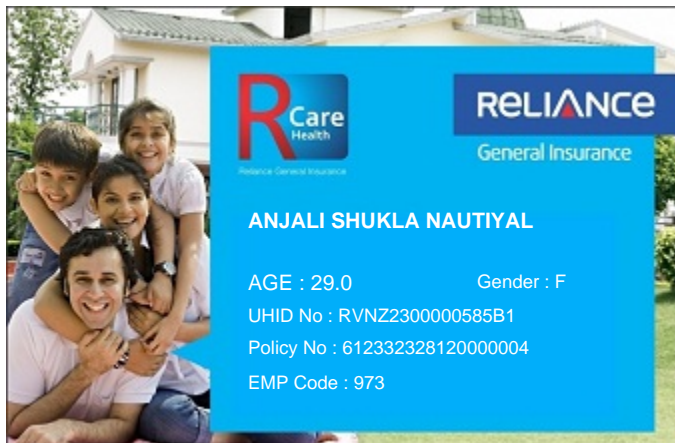 R Care
Health
Reliance General Insurance
RELIANCE
General Insurance
ANJALI SHUKLA NAUTIYAL
AGE : 29.0
Gender : F
UHID No : RVNZ2300000585B1
Policy No : 612332328120000004
EMP Code : 973